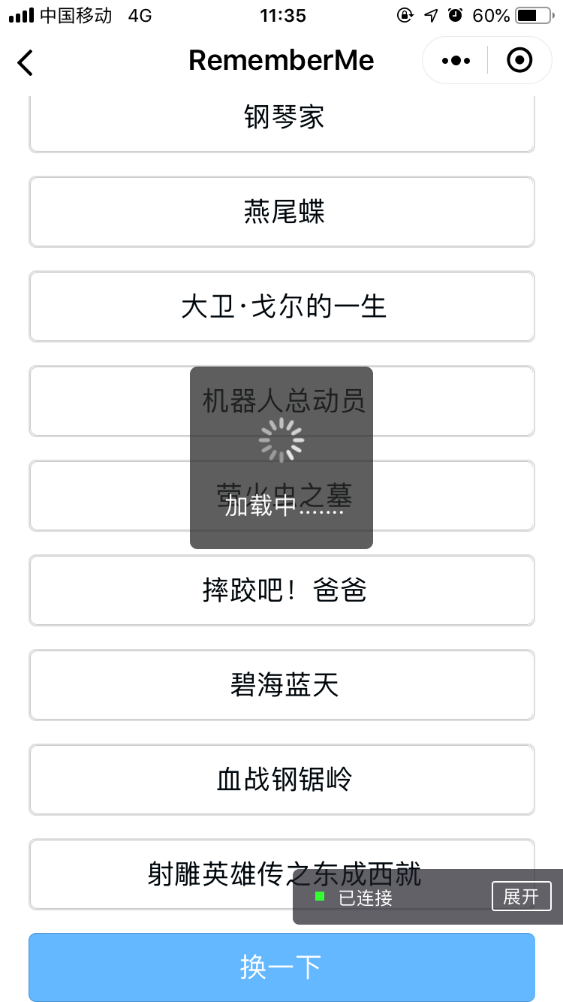 中国移动 4G 11:35 60%
RememberMe
钢琴家
燕尾蝶
大卫·戈尔的一生
机器人总动员
萤火虫之墓
加载中.......
摔跤吧！爸爸
碧海蓝天
血战钢锯岭
射雕英雄传之东成西就
已连接 展开
换一下